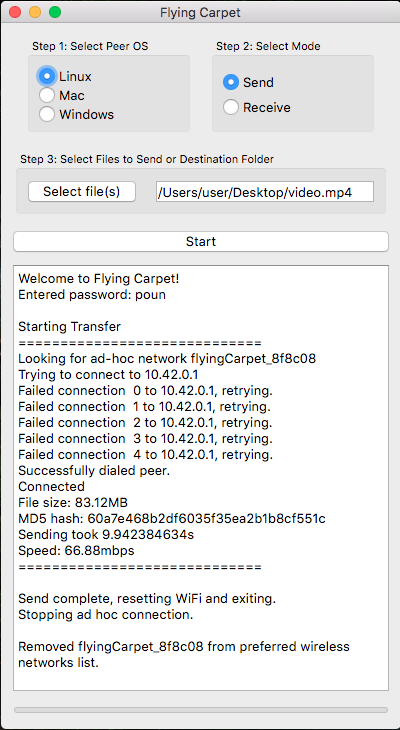 Flying Carpet
Step 1: Select Peer OS
Linux
Mac
Windows
Step 2: Select Mode
Send
Receive
Step 3: Select Files to Send or Destination Folder
Select file(s)
/Users/user/Desktop/video.mp4
Start
Welcome to Flying Carpet!
Entered password: poun

Starting Transfer
=============================
Looking for ad-hoc network flyingCarpet_8f8c08
Trying to connect to 10.42.0.1
Failed connection  0 to 10.42.0.1, retrying.
Failed connection  1 to 10.42.0.1, retrying.
Failed connection  2 to 10.42.0.1, retrying.
Failed connection  3 to 10.42.0.1, retrying.
Failed connection  4 to 10.42.0.1, retrying.
Successfully dialed peer.
Connected
File size: 83.12MB
MD5 hash: 60a7e468b2df6035f35ea2b1b8cf551c
Sending took 9.942384634s
Speed: 66.88mbps
=============================

Send complete, resetting WiFi and exiting.
Stopping ad hoc connection.

Removed flyingCarpet_8f8c08 from preferred wireless
networks list.